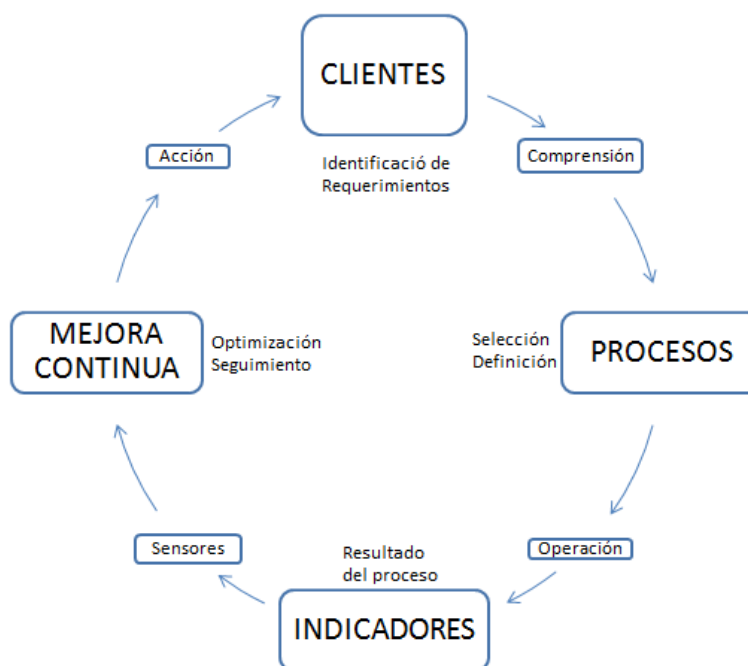 CLIENTES
Acción
Identificació de
Requerimientos
Comprensión
MEJORA
CONTINUA
Optimización
Seguimiento
Selección
Definición
PROCESOS
Sensores
Resultado
del proceso
Operación
INDICADORES